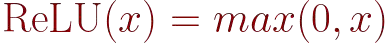 ReLU(x) = max(0, x)